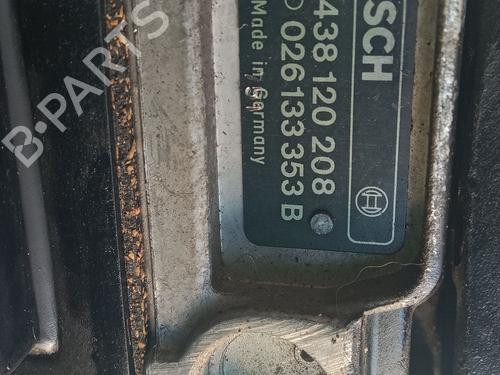 SCH
438 120 208
026 133 353 B
Made in Germany
B-PARTS